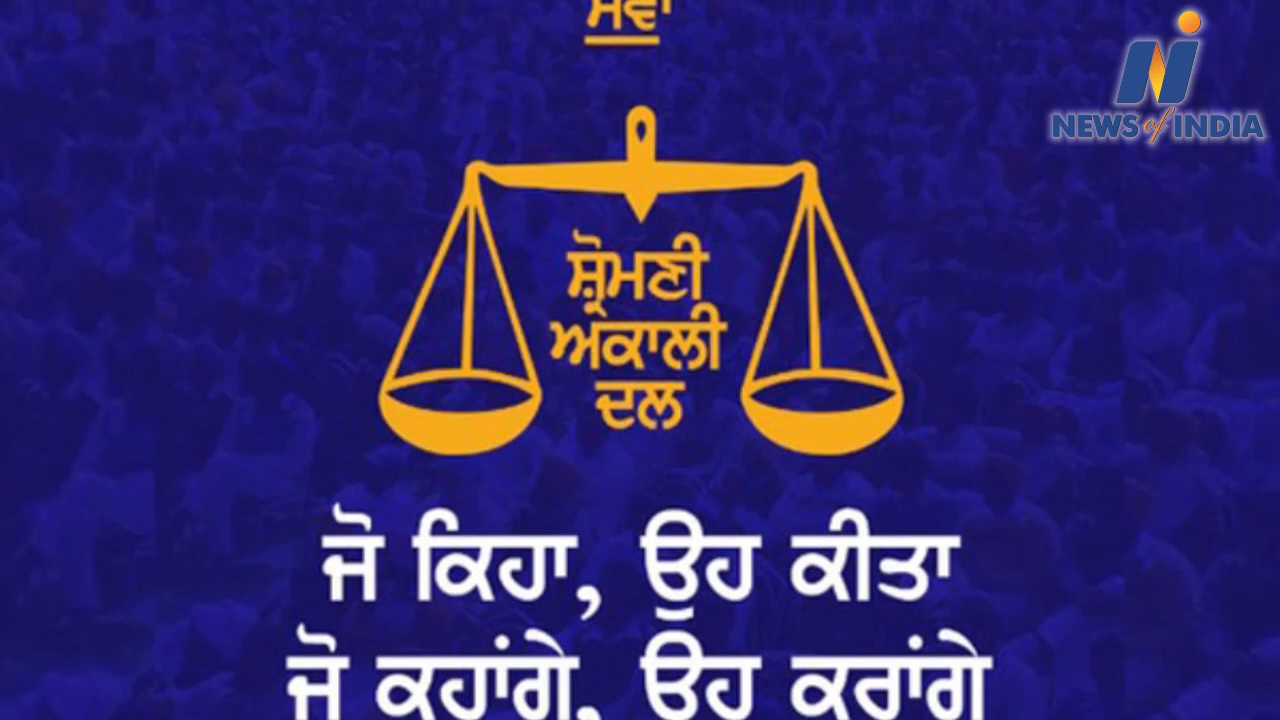 NEWS of INDIA
ਸ਼੍ਰੋਮਣੀ
ਅਕਾਲੀ
ਦਲ
ਜੋ ਕਿਹਾ, ਉਹ ਕੀਤਾ
ਜੋ ਕਹਾਂਗੇ, ਉਹ ਕਰਾਂਗੇ